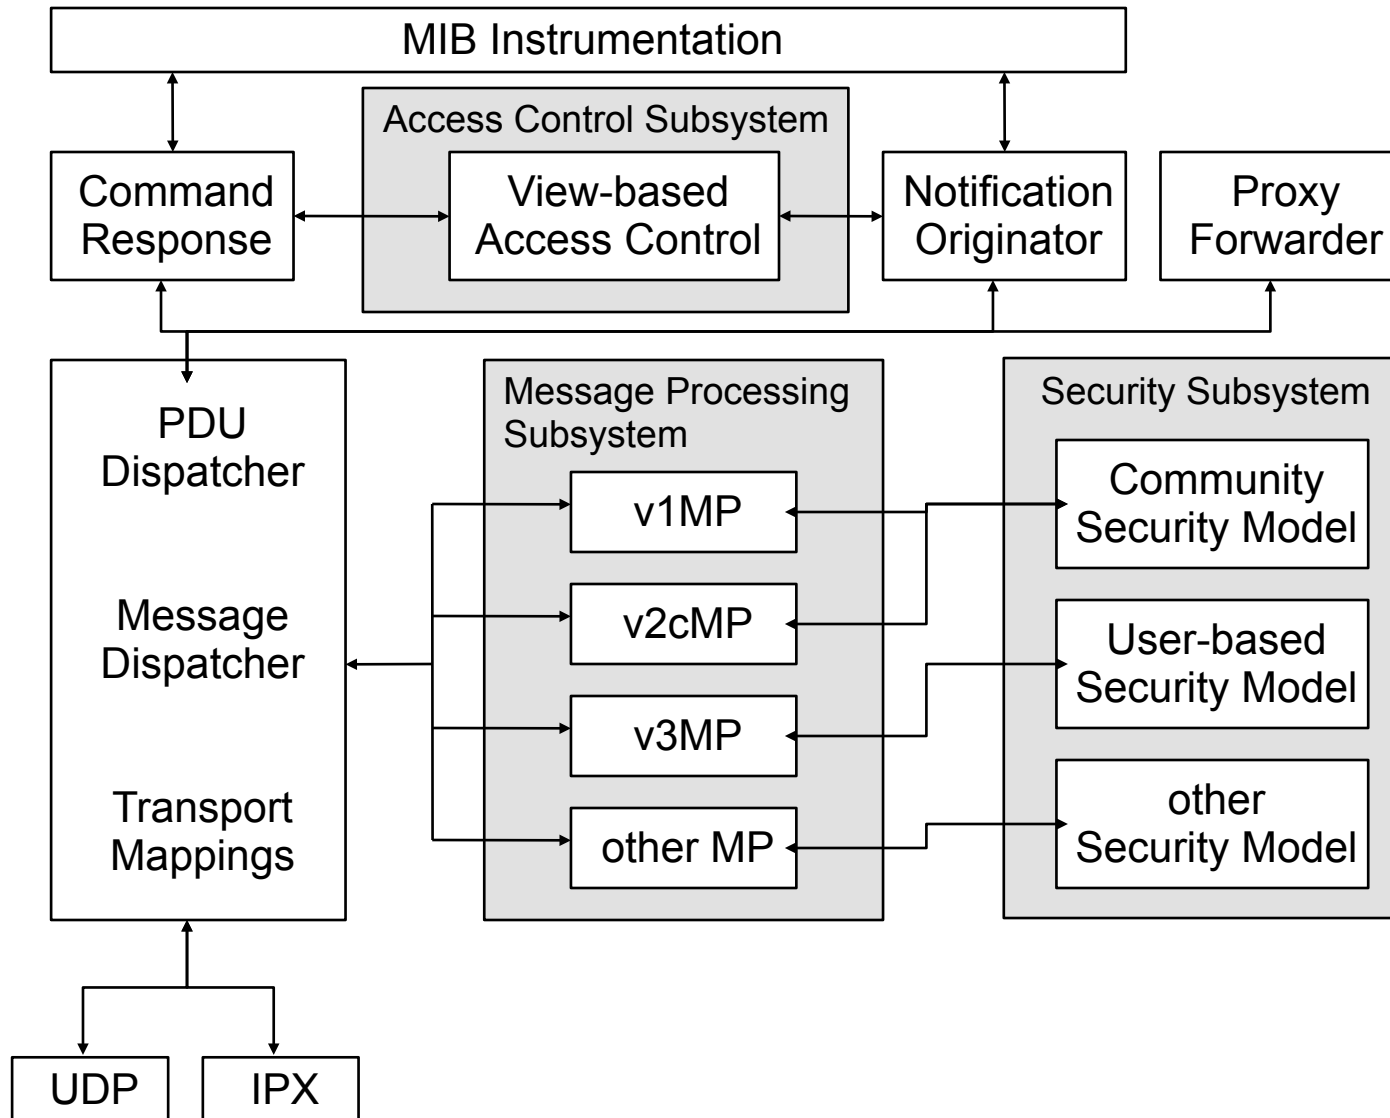 MIB Instrumentation
Access Control Subsystem
Command
Response
View-based
Access Control
Notification
Originator
Proxy
Forwarder
PDU
Dispatcher
Message
Dispatcher
Transport
Mappings
Message Processing
Subsystem
v1MP
v2cMP
v3MP
other MP
Security Subsystem
Community
Security Model
User-based
Security Model
other
Security Model
UDP
IPX